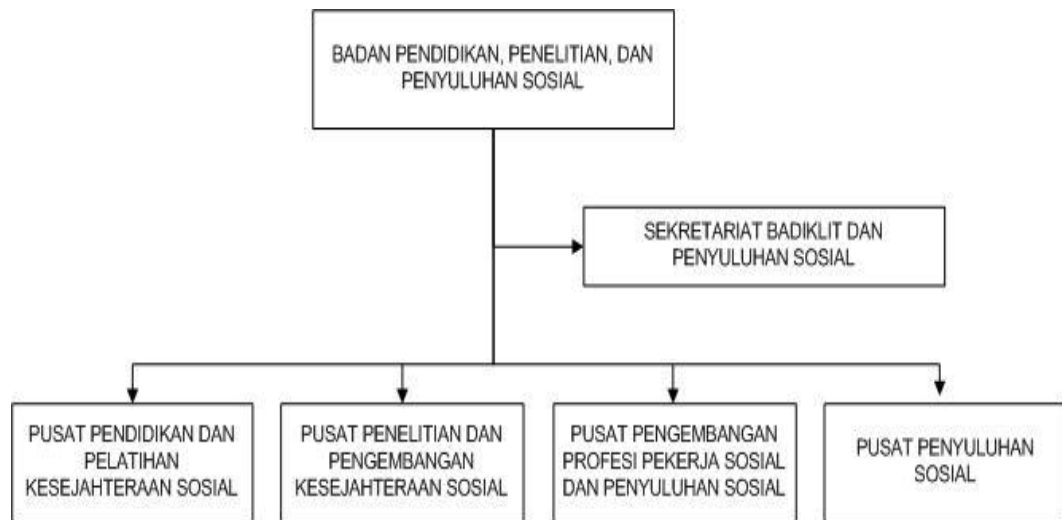 BADAN PENDIDIKAN, PENELITIAN, DAN
PENYULUHAN SOSIAL
SEKRETARIAT BADIKLIT DAN
PENYULUHAN SOSIAL
PUSAT PENDIDIKAN DAN
PELATIHAN
KESEJAHTERAAN SOSIAL
PUSAT PENELITIAN DAN
PENGEMBANGAN
KESEJAHTERAAN SOSIAL
PUSAT PENGEMBANGAN
PROFESI PEKERJA SOSIAL
DAN PENYULUHAN SOSIAL
PUSAT PENYULUHAN
SOSIAL